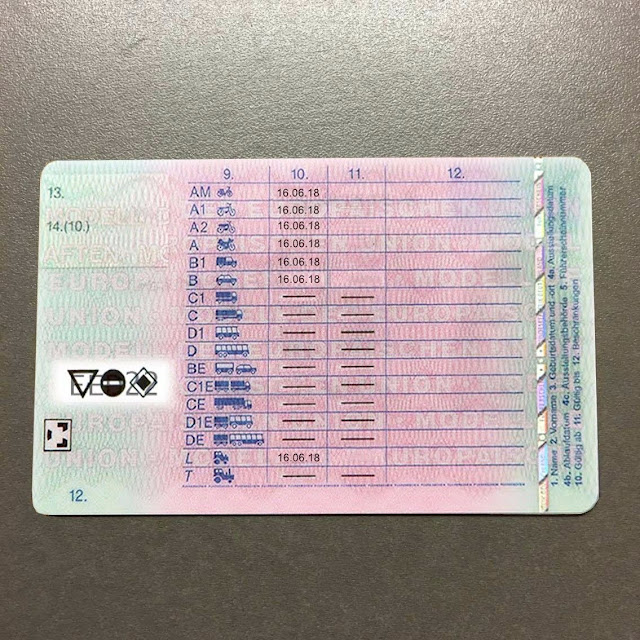 9. 10. 11. 12.
13.
14.(10.)
AM 16.06.18
A1 16.06.18
A2 16.06.18
A 16.06.18
B1 16.06.18
B 16.06.18
C1 — —
C — —
D1 — —
D — —
BE — —
C1E — —
CE — —
D1E — —
DE — —
L 16.06.18
T — —
12.
1. Name 2. Vorname 3. Geburtsdatum und -ort 4a. Ausstellungsdatum
4b. Ablaufdatum 4c. Ausstellungsbehörde 5. Führerscheinnummer
10. Gültig ab 11. Gültig bis 12. Beschränkungen